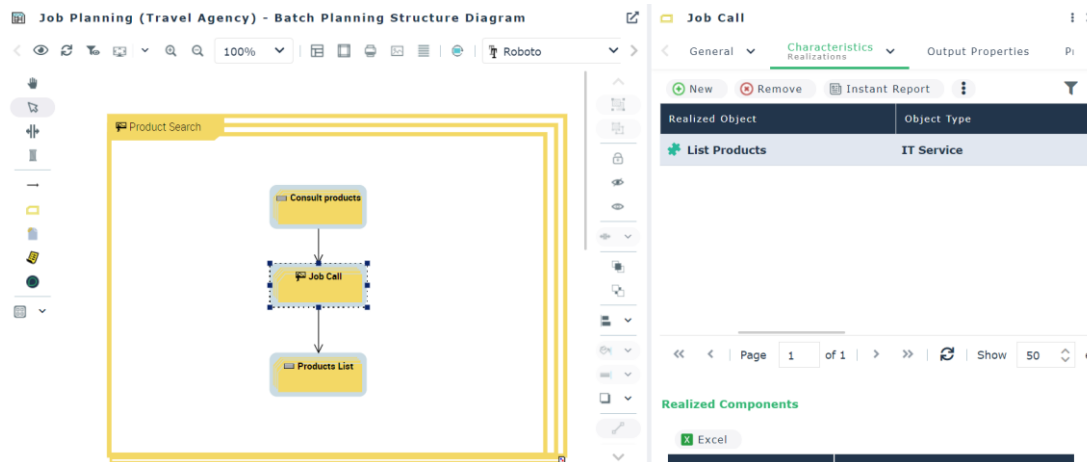 Job Planning (Travel Agency) - Batch Planning Structure Diagram
100%
Roboto
Product Search
Consult products
Job Call
Products List
Job Call
General
Characteristics
Realizations
Output Properties
New
Remove
Instant Report
Realized Object
Object Type
List Products
IT Service
Page 1 of 1
Show 50
Realized Components
Excel